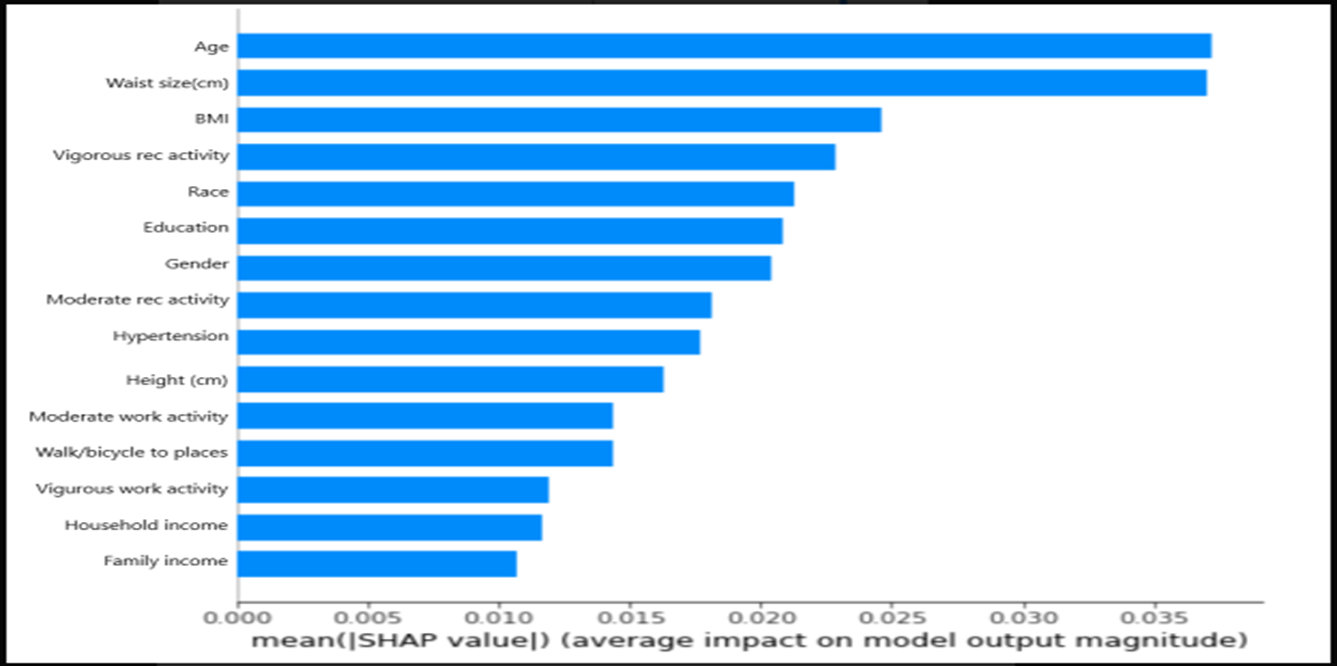 Age
Waist size(cm)
BMI
Vigorous rec activity
Race
Education
Gender
Moderate rec activity
Hypertension
Height (cm)
Moderate work activity
Walk/bicycle to places
Vigurous work activity
Household income
Family income
0.000 0.005 0.010 0.015 0.020 0.025 0.030 0.035
mean(|SHAP value|) (average impact on model output magnitude)